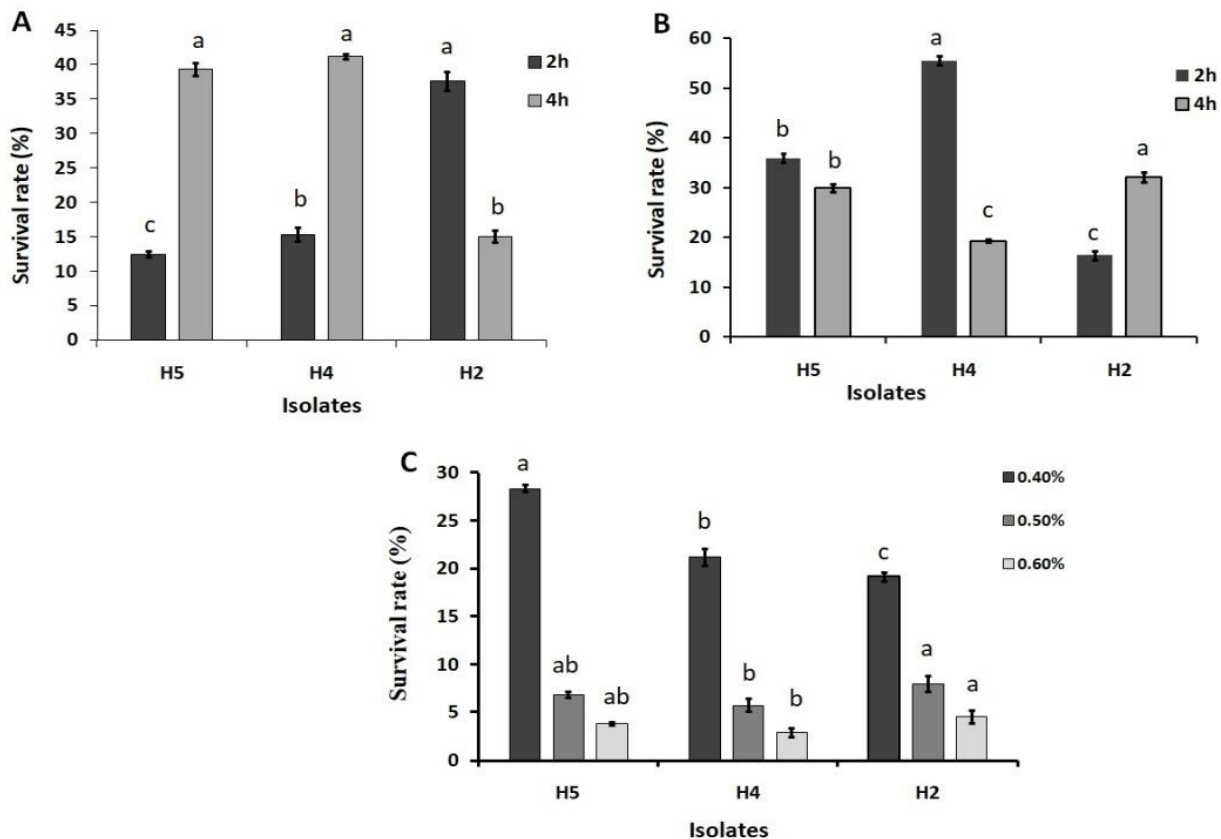 A
Survival rate (%)
45
40
35
30
25
20
15
10
5
0
c
a
b
a
a
b
2h
4h
H5 H4 H2
Isolates
B
Survival rate (%)
60
50
40
30
20
10
0
b
b
a
c
c
a
2h
4h
H5 H4 H2
Isolates
C
Survival rate (%)
30
25
20
15
10
5
0
a
ab
ab
b
b
b
c
a
a
0.40%
0.50%
0.60%
H5 H4 H2
Isolates